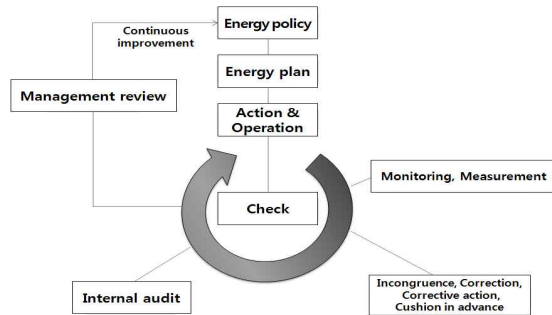 Continuous
improvement
Energy policy
Energy plan
Management review
Action &
Operation
Monitoring, Measurement
Check
Internal audit
Incongruence, Correction,
Corrective action,
Cushion in advance